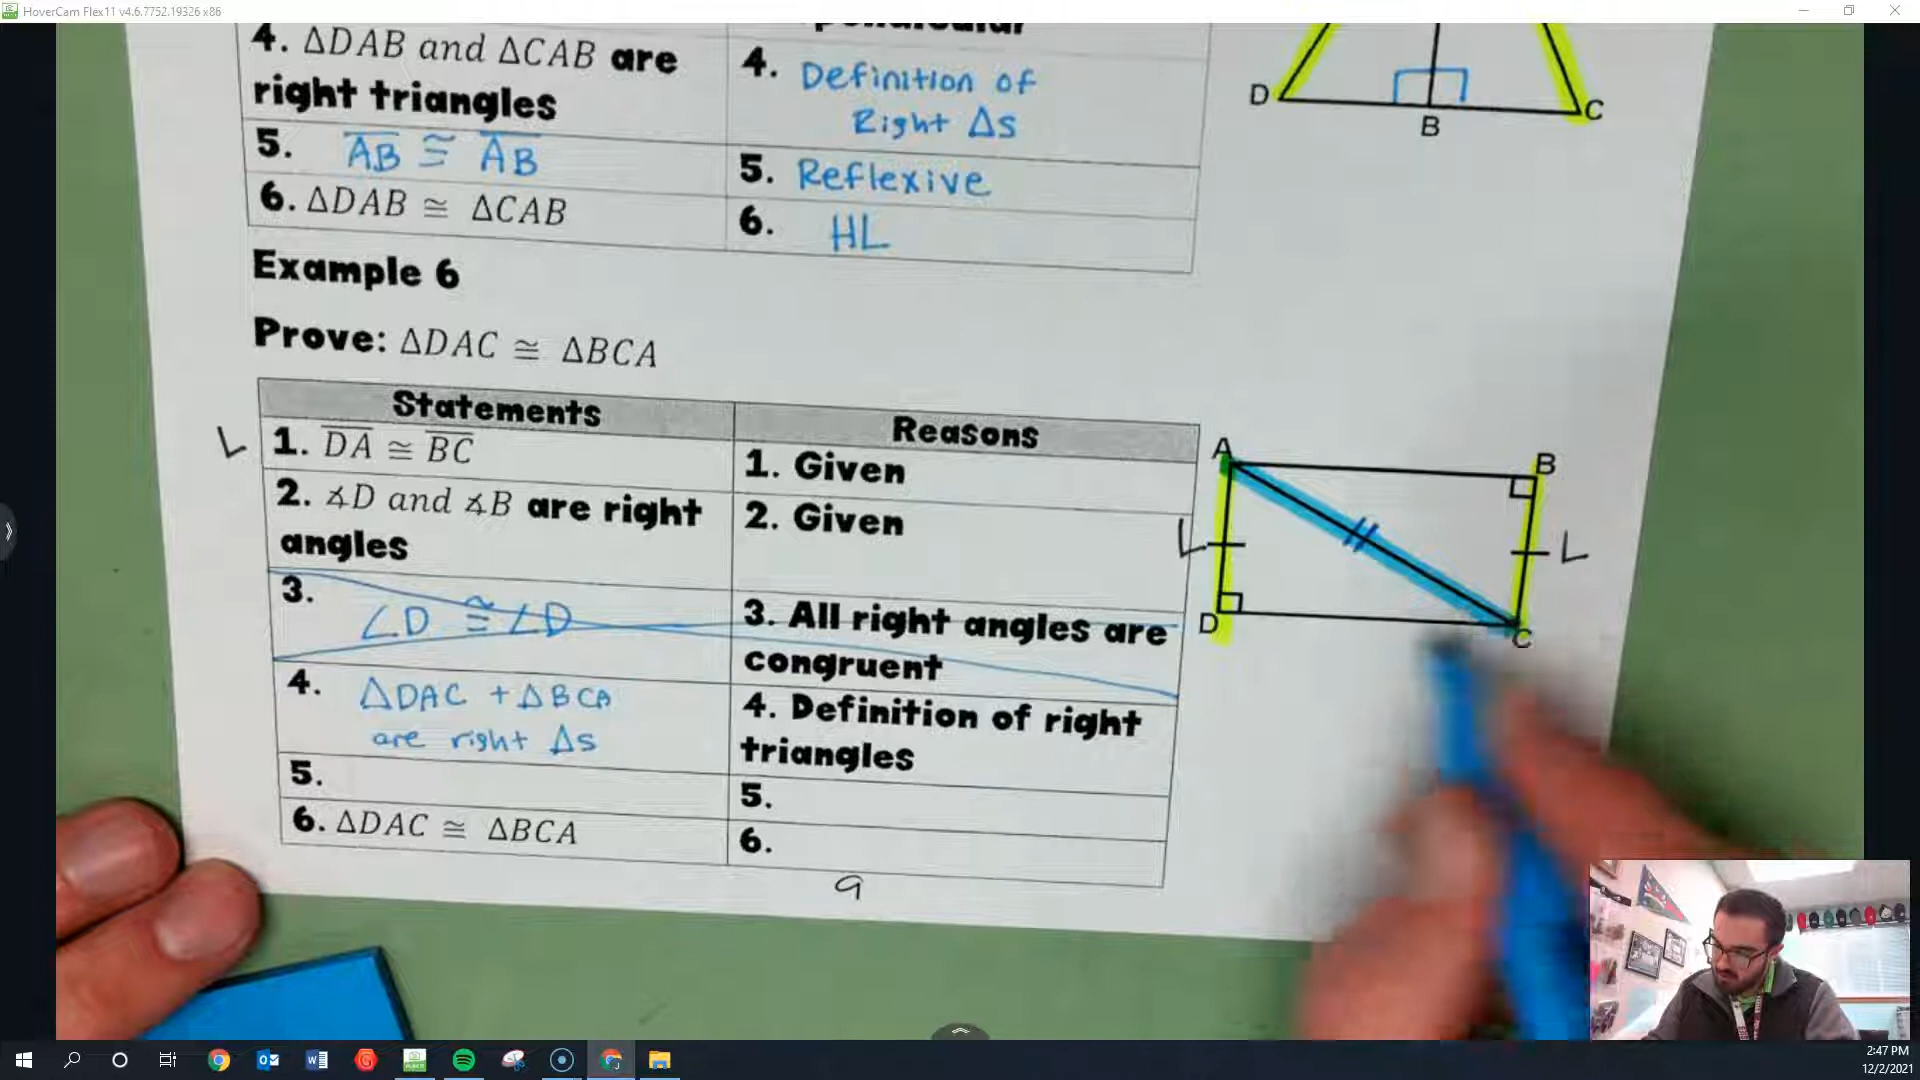 HoverCam Flex11 v4.6.7752.19326 x86
4. ΔDAB and ΔCAB are
right triangles
4. Definition of
Right Δs
5. AB ≅ AB
5. Reflexive
6. ΔDAB ≅ ΔCAB
6. HL
D
B
C
Example 6
Prove: ΔDAC ≅ ΔBCA
Statements
Reasons
L
1. DA ≅ BC
1. Given
2. ∡D and ∡B are right
angles
2. Given
3. ∠D ≅ ∠D
3. All right angles are
congruent
4. ΔDAC + ΔBCA
are right Δs
4. Definition of right
triangles
5.
5.
6. ΔDAC ≅ ΔBCA
6.
9
A
B
L
L
D
C
2:47 PM
12/2/2021